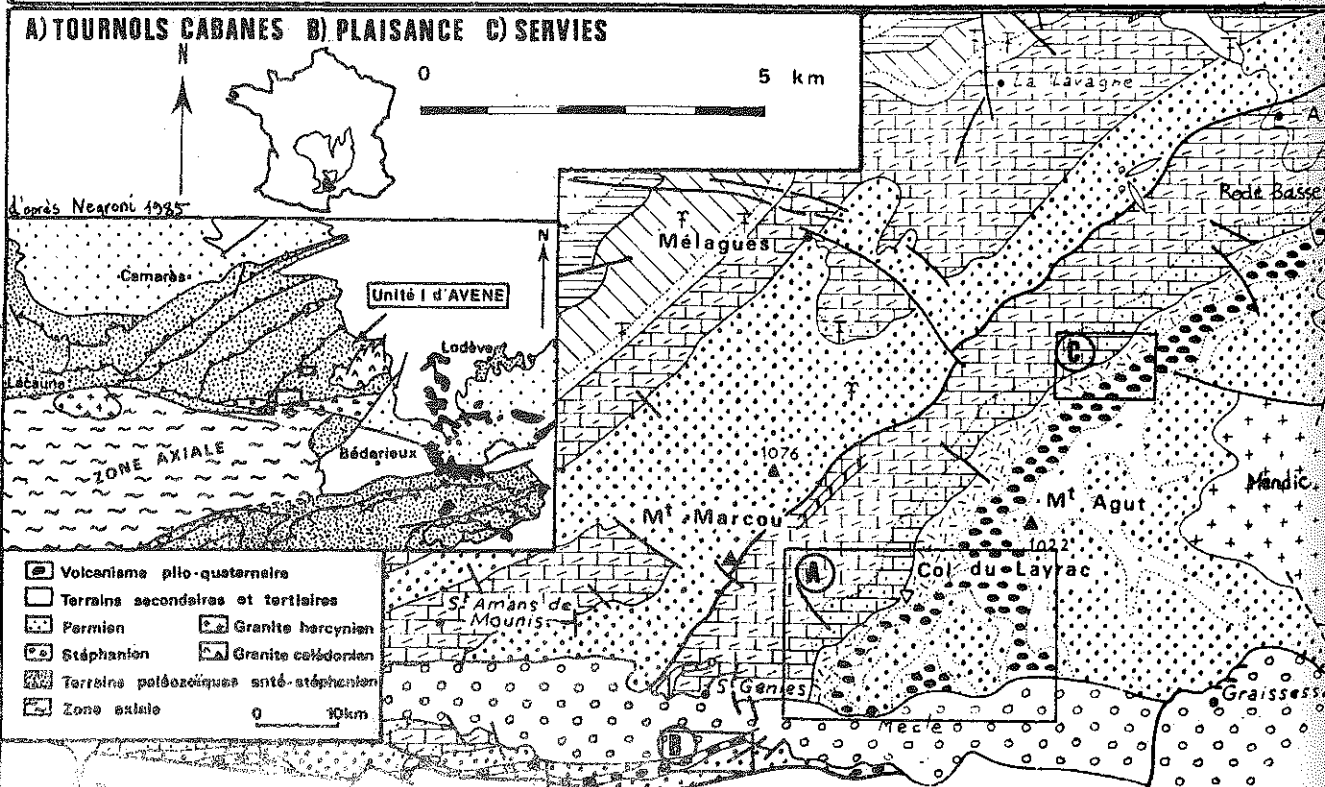 A) TOURNOLS CABANES B) PLAISANCE C) SERVIES
N
0 5 km
d'après Negroni 1985
La Lavagne
A
Rode Basse
Mélagues
C
1076
Mt Marcou
Mt Agut
Mendic
1022
A
Col du Layrac
St Amans de Mounis
St Geniès
Mècle
Graissess
B
N
Camarès
Unité I d'AVENE
Lodève
Lacaune
ZONE AXIALE
Bédarieux
Volcanisme plio-quaternaire
Terrains secondaires et tertiaires
Permien Granite hercynien
Stéphanien Granite calédonien
Terrains paléozoïques anté-stéphanien
Zone axiale 0 10km